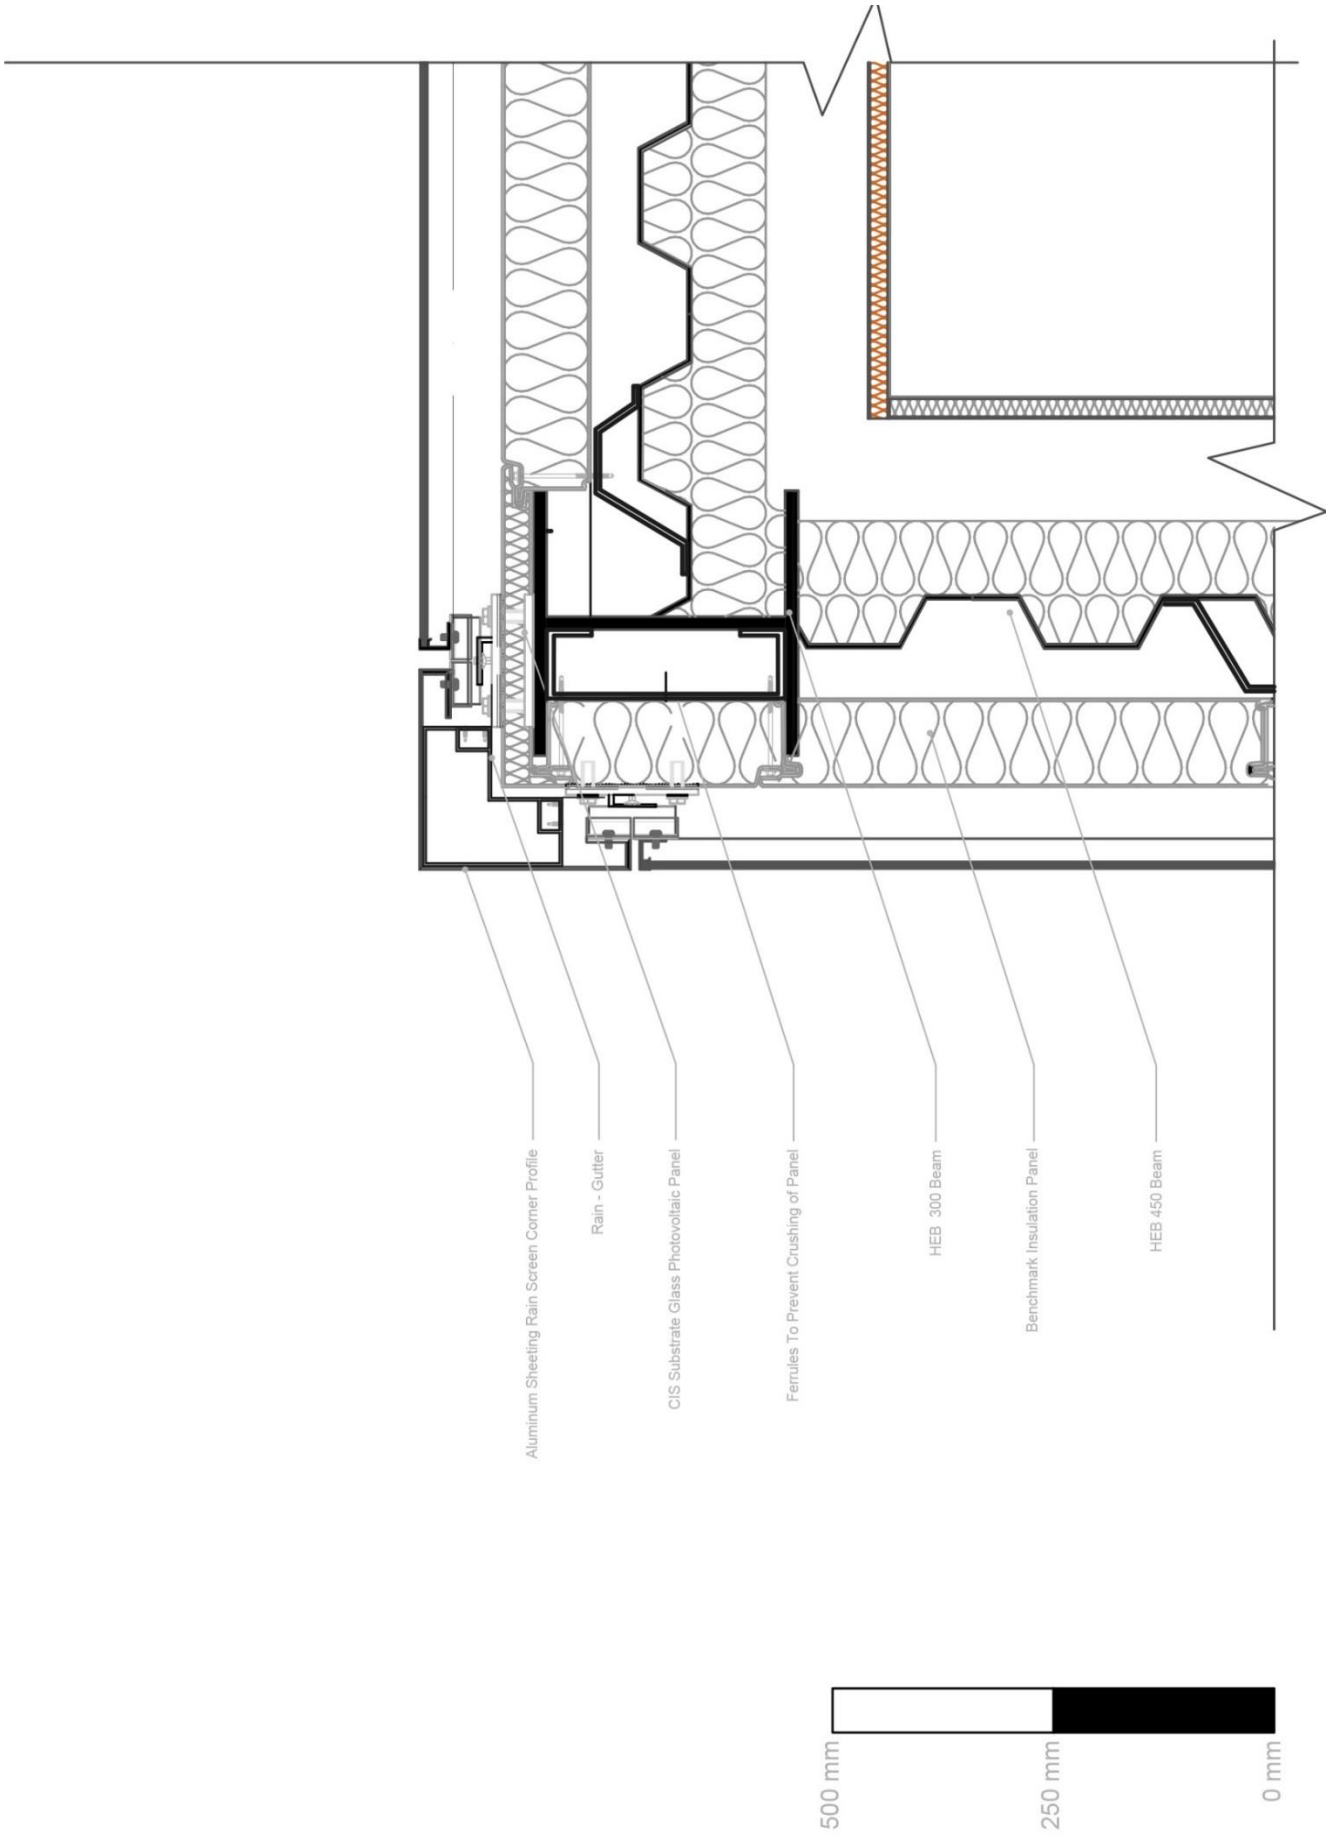 Aluminum Sheeting Rain Screen Corner Profile
Rain - Gutter
CIS Substrate Glass Photovoltaic Panel
Ferrules To Prevent Crushing of Panel
HEB 300 Beam
Benchmark Insulation Panel
HEB 450 Beam
500 mm
250 mm
0 mm